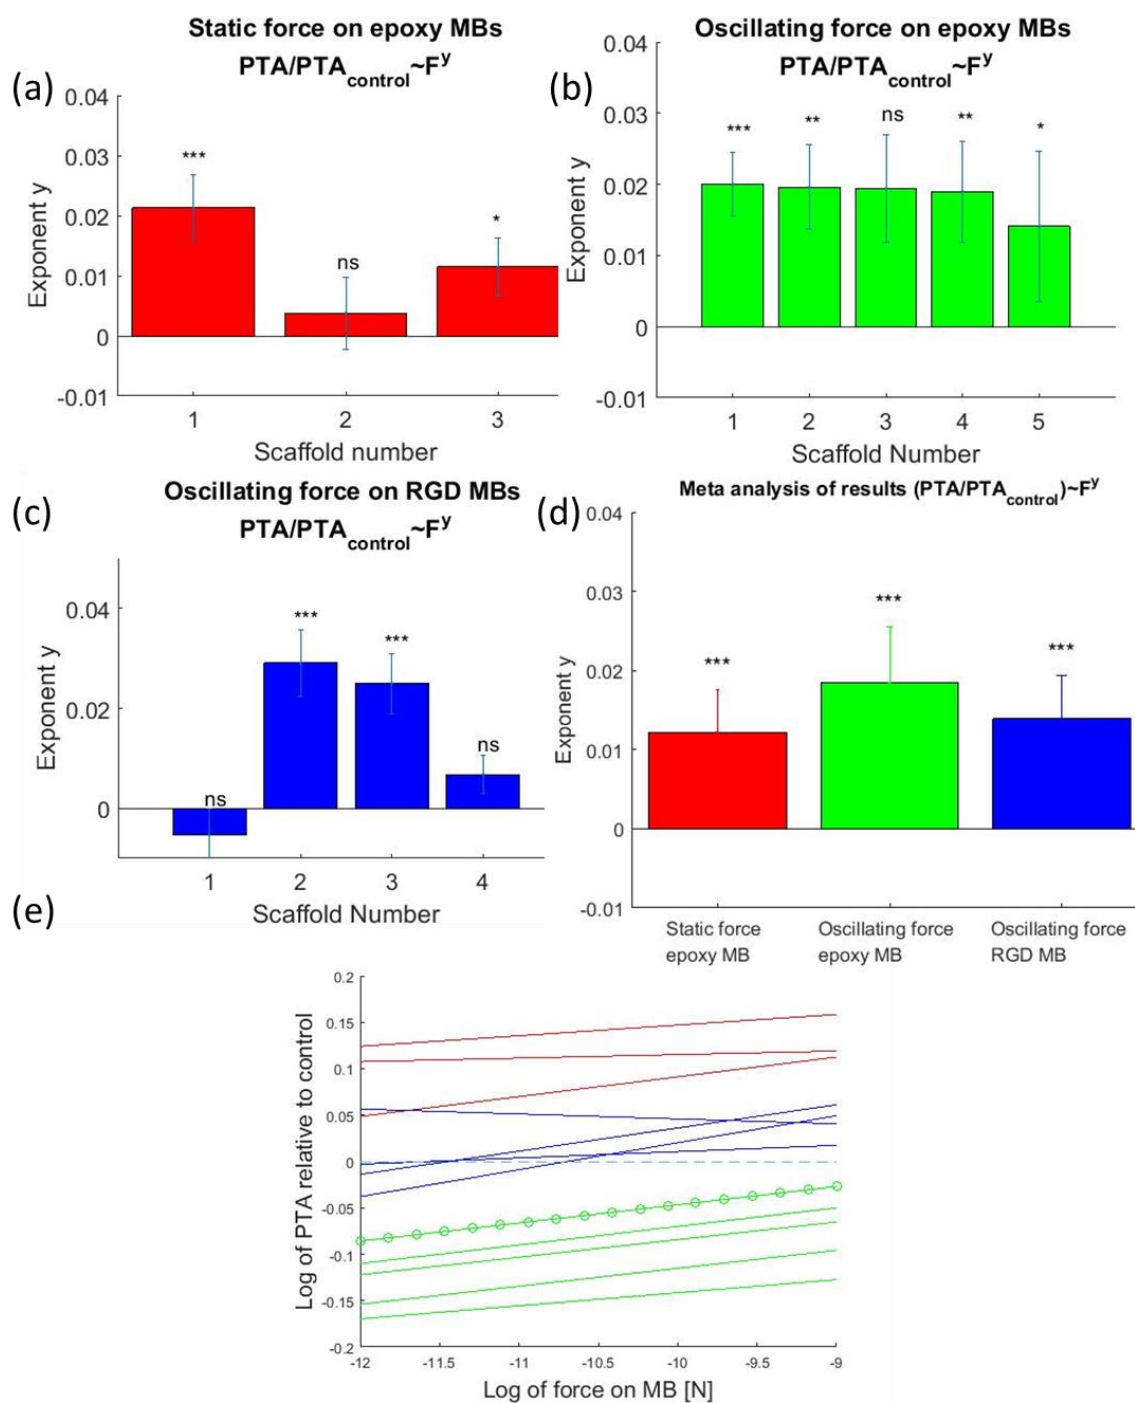 (a)
Static force on epoxy MBs
PTA/PTAcontrol~Fy
0.04
0.03
0.02
0.01
0
-0.01
Exponent y
***
ns
*
1 2 3
Scaffold number
(b)
Oscillating force on epoxy MBs
PTA/PTAcontrol~Fy
0.04
0.03
0.02
0.01
0
-0.01
Exponent y
*** ** ns ** *
1 2 3 4 5
Scaffold Number
(c)
Oscillating force on RGD MBs
PTA/PTAcontrol~Fy
0.04
0.02
0
Exponent y
ns *** *** ns
1 2 3 4
Scaffold Number
(d)
Meta analysis of results (PTA/PTAcontrol)~Fy
0.04
0.03
0.02
0.01
0
-0.01
Exponent y
*** *** ***
Static force
epoxy MB
Oscillating force
epoxy MB
Oscillating force
RGD MB
(e)
0.2
0.15
0.1
0.05
0
-0.05
-0.1
-0.15
-0.2
Log of PTA relative to control
-12 -11.5 -11 -10.5 -10 -9.5 -9
Log of force on MB [N]